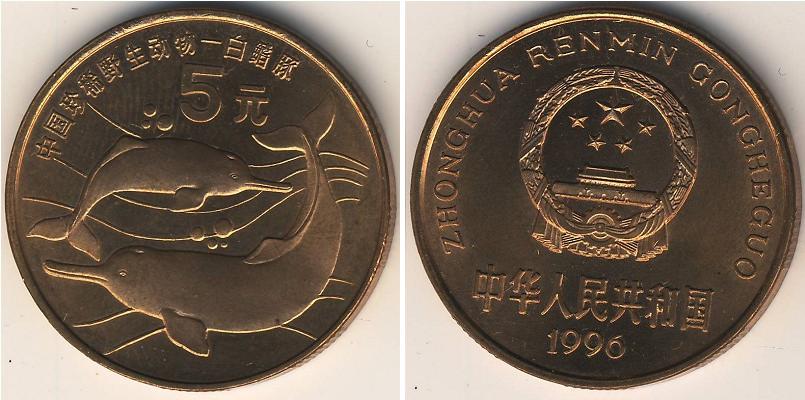 中国珍稀野生动物—白鳍豚
5元
ZHONGHUA RENMIN GONGHEGUO
中华人民共和国
1996